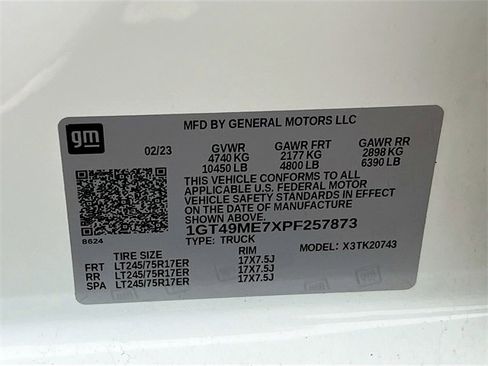 gm
MFD BY GENERAL MOTORS LLC
02/23 GVWR GAWR FRT GAWR RR
4740 KG 2177 KG 2898 KG
10450 LB 4800 LB 6390 LB
THIS VEHICLE CONFORMS TO ALL
APPLICABLE U.S. FEDERAL MOTOR
VEHICLE SAFETY STANDARDS IN EFFECT
ON THE DATE OF MANUFACTURE
SHOWN ABOVE.
1GT49ME7XPF257873
8624
TYPE: TRUCK MODEL: X3TK20743
TIRE SIZE RIM
FRT LT245/75R17ER 17X7.5J
RR LT245/75R17ER 17X7.5J
SPA LT245/75R17ER 17X7.5J